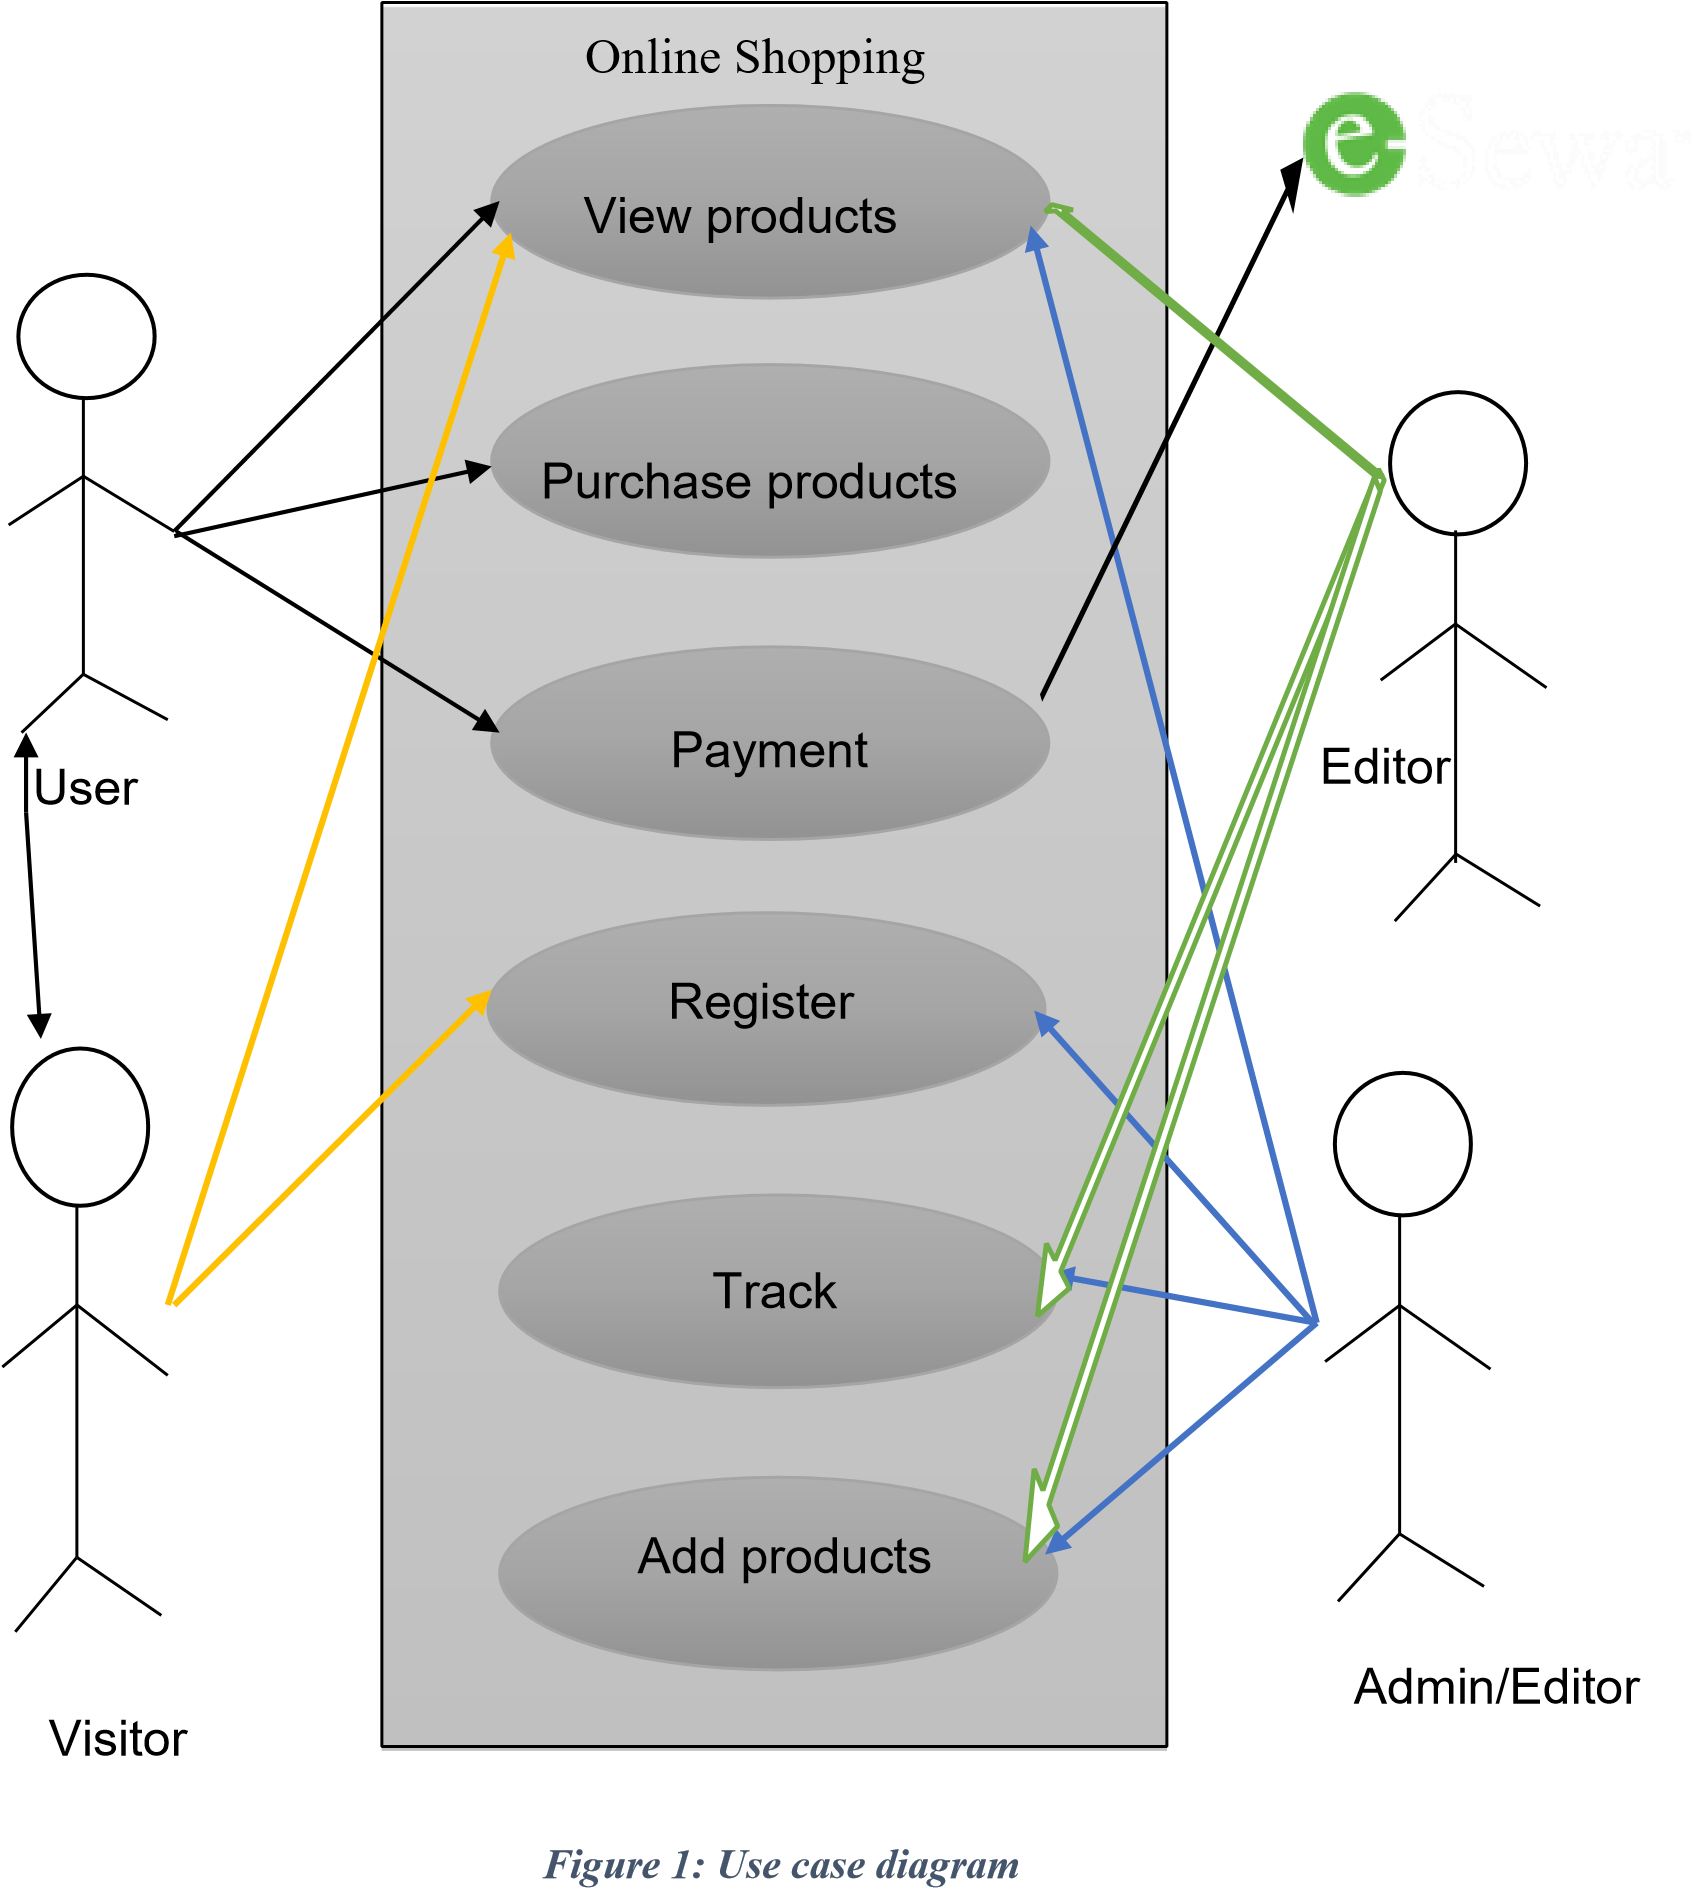 Online Shopping
eSewa
View products
Purchase products
Payment
User
Editor
Register
Track
Add products
Admin/Editor
Visitor
Figure 1: Use case diagram